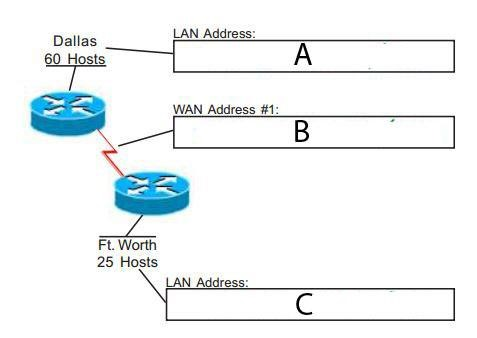 LAN Address:
Dallas
60 Hosts
A
WAN Address #1:
B
Ft. Worth
25 Hosts
LAN Address:
C